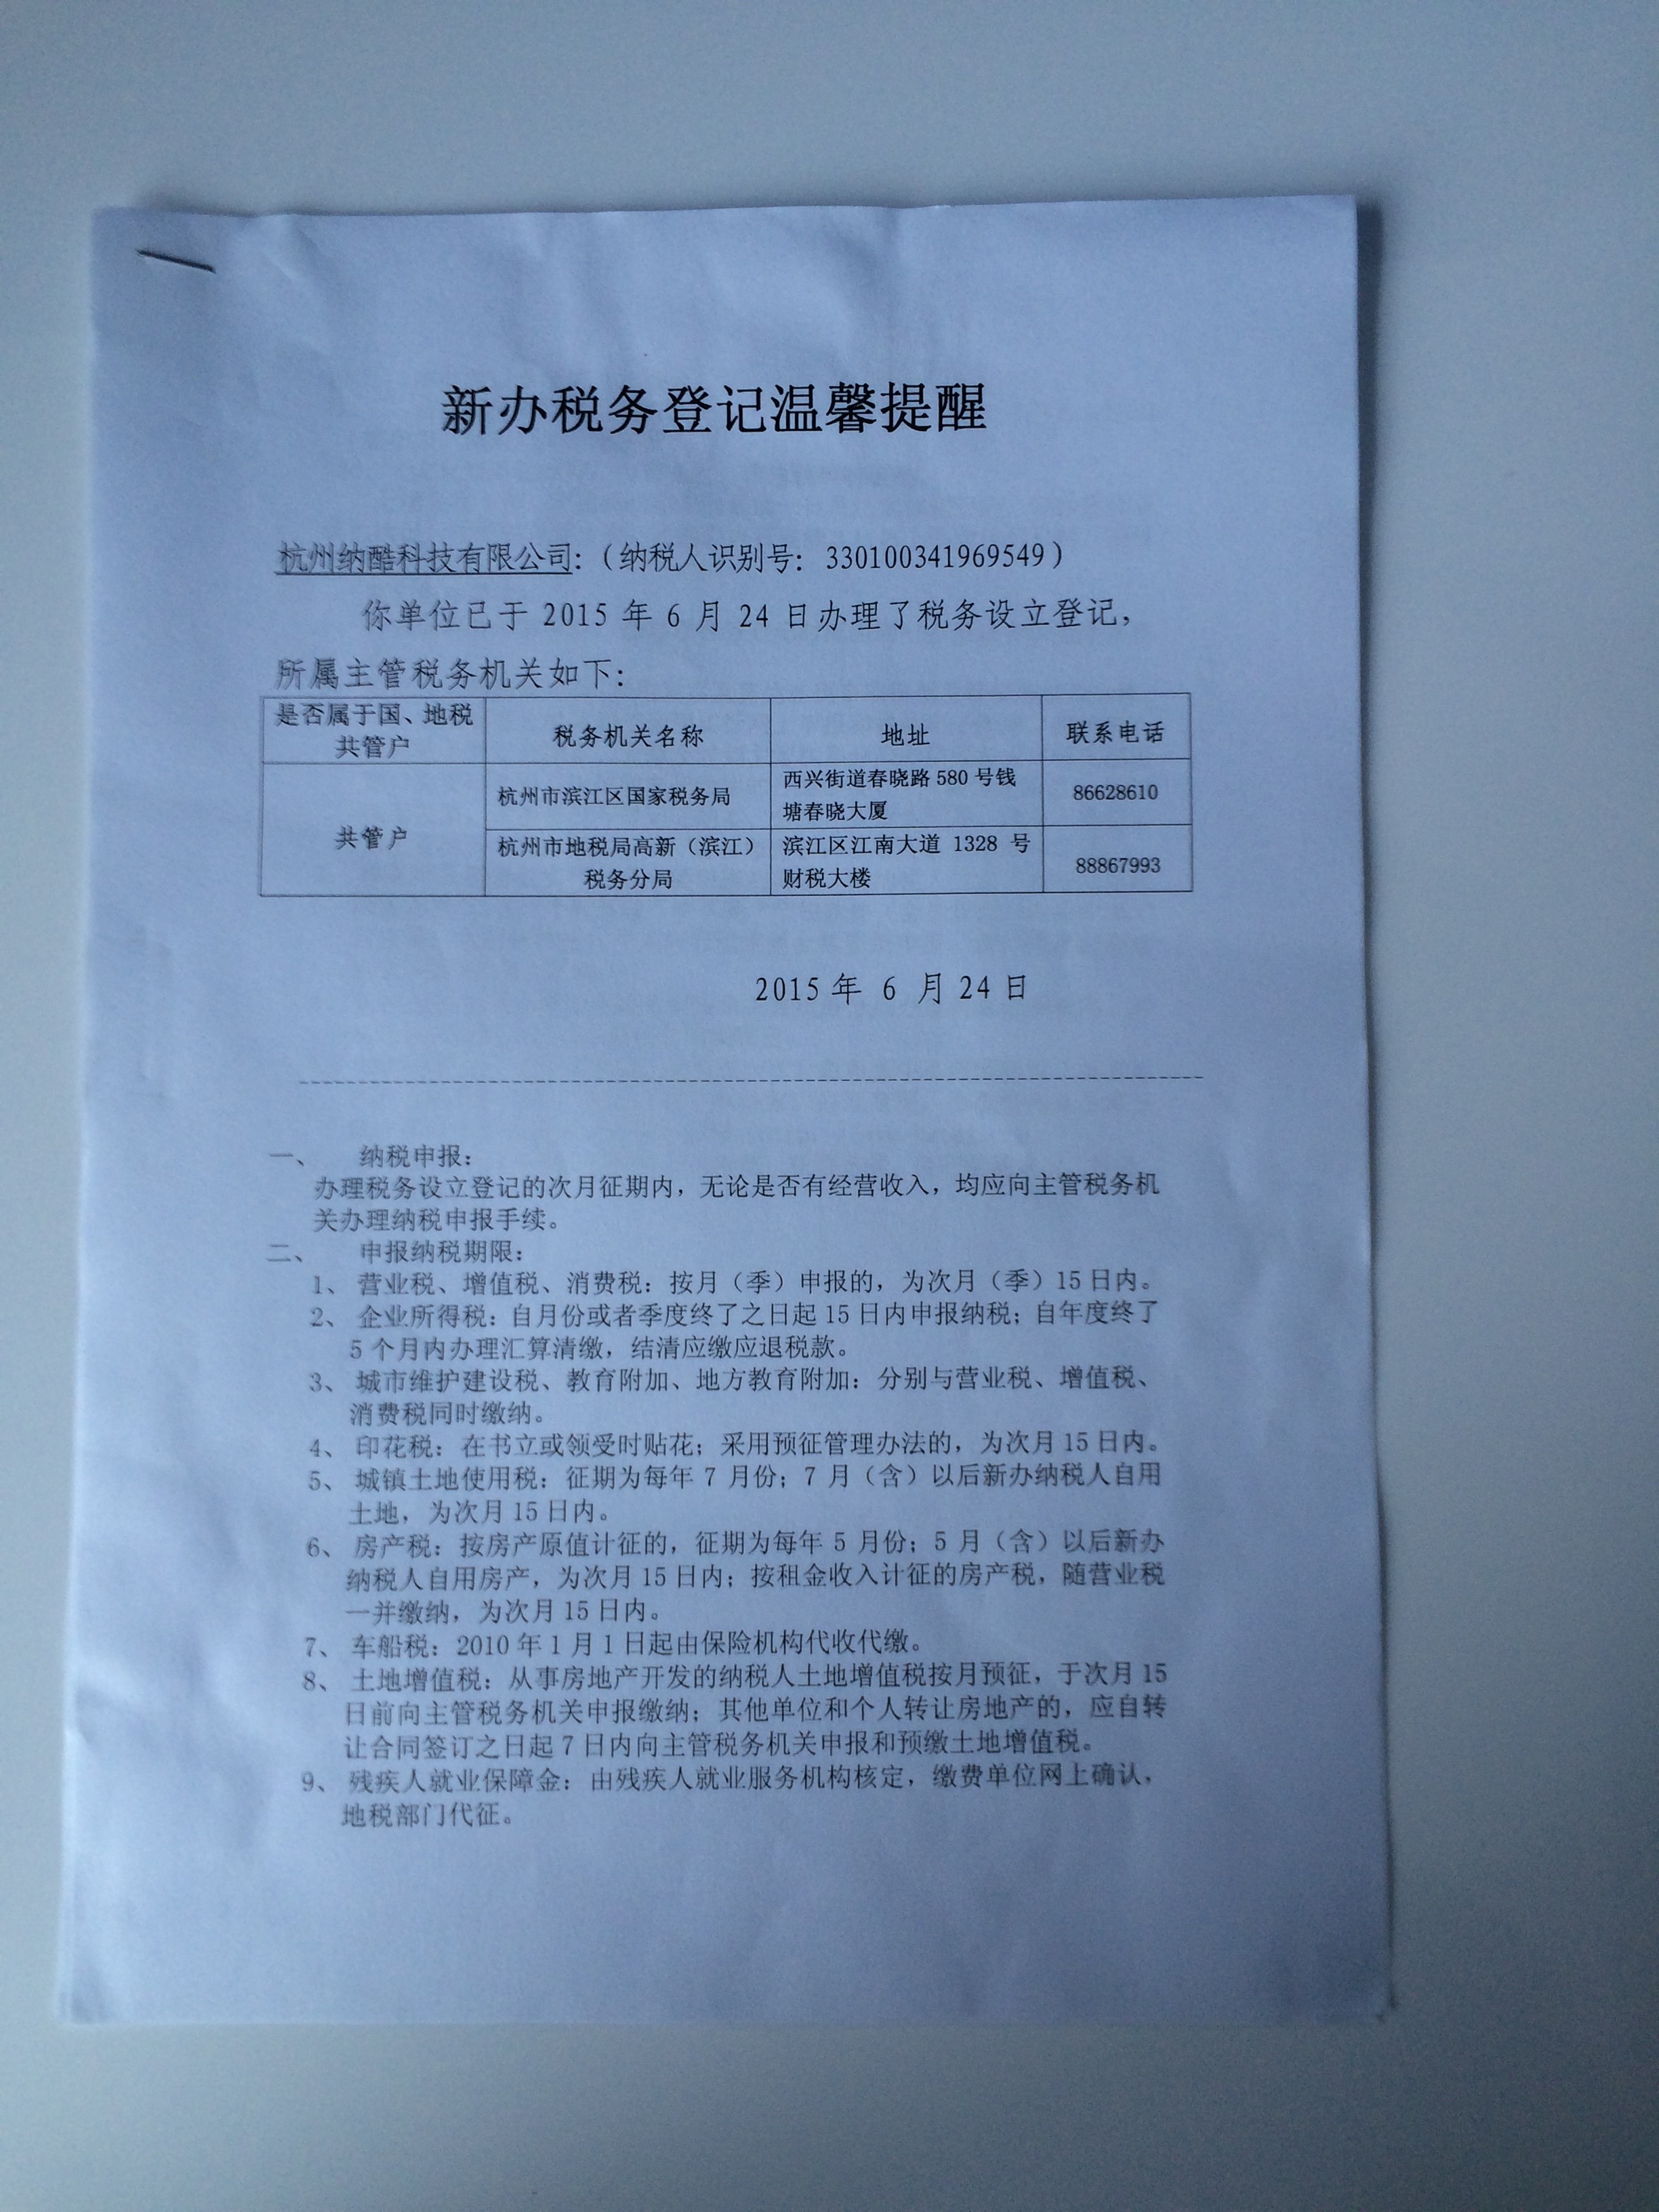 新办税务登记温馨提醒
杭州纳酷科技有限公司:（纳税人识别号: 330100341969549）
你单位已于 2015 年 6 月 24 日办理了税务设立登记，
所属主管税务机关如下:
是否属于国、地税
共管户
税务机关名称
地址
联系电话
共管户
杭州市滨江区国家税务局
西兴街道春晓路 580 号钱
塘春晓大厦
86628610
杭州市地税局高新（滨江）
税务分局
滨江区江南大道 1328 号
财税大楼
88867993
2015 年 6 月 24 日
一、 纳税申报:
办理税务设立登记的次月征期内，无论是否有经营收入，均应向主管税务机
关办理纳税申报手续。
二、 申报纳税期限:
1、 营业税、增值税、消费税: 按月（季）申报的，为次月（季）15 日内。
2、 企业所得税: 自月份或者季度终了之日起 15 日内申报纳税; 自年度终了
5 个月内办理汇算清缴，结清应缴应退税款。
3、 城市维护建设税、教育附加、地方教育附加: 分别与营业税、增值税、
消费税同时缴纳。
4、 印花税: 在书立或领受时贴花; 采用预征管理办法的，为次月 15 日内。
5、 城镇土地使用税: 征期为每年 7 月份; 7 月（含）以后新办纳税人自用
土地，为次月 15 日内。
6、 房产税: 按房产原值计征的，征期为每年 5 月份; 5 月（含）以后新办
纳税人自用房产，为次月 15 日内; 按租金收入计征的房产税，随营业税
一并缴纳，为次月 15 日内。
7、 车船税: 2010 年 1 月 1 日起由保险机构代收代缴。
8、 土地增值税: 从事房地产开发的纳税人土地增值税按月预征，于次月 15
日前向主管税务机关申报缴纳; 其他单位和个人转让房地产的，应自转
让合同签订之日起 7 日内向主管税务机关申报和预缴土地增值税。
9、 残疾人就业保障金: 由残疾人就业服务机构核定，缴费单位网上确认，
地税部门代征。